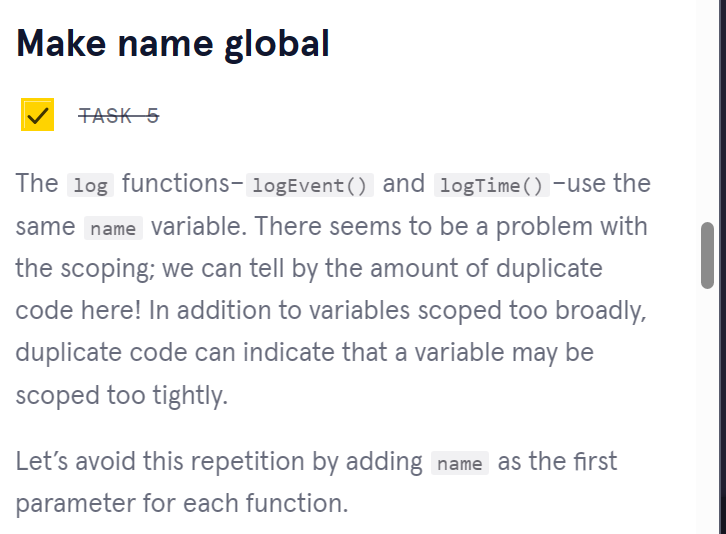 Make name global
TASK 5
The log functions–logEvent() and logTime()–use the
same name variable. There seems to be a problem with
the scoping; we can tell by the amount of duplicate
code here! In addition to variables scoped too broadly,
duplicate code can indicate that a variable may be
scoped too tightly.
Let’s avoid this repetition by adding name as the first
parameter for each function.